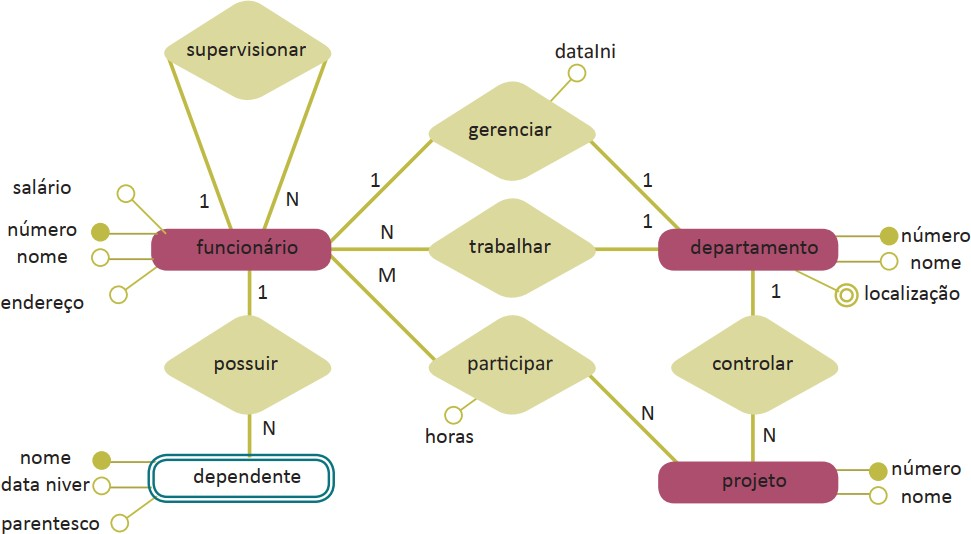 supervisionar
dataIni
gerenciar
1
1
salário
1
N
1
número
nome
endereço
funcionário
N
trabalhar
departamento
número
nome
localização
M
1
1
possuir
participar
controlar
horas
N
N
N
nome
data niver
parentesco
dependente
projeto
número
nome